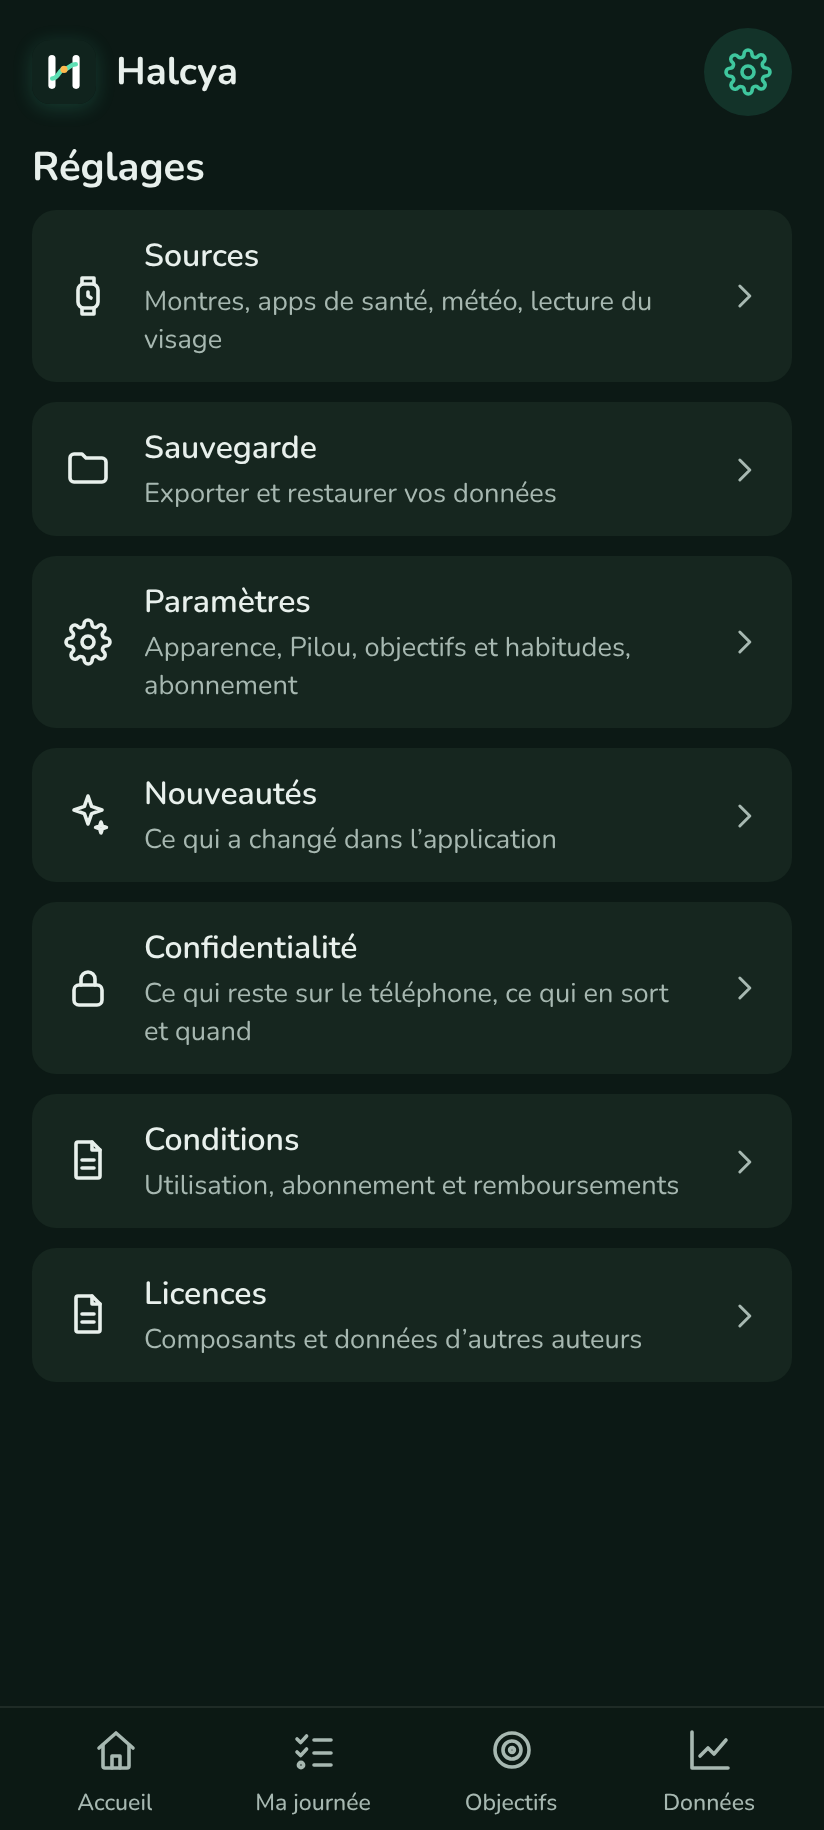 Halcya
Réglages
Sources
Montres, apps de santé, météo, lecture du
visage
Sauvegarde
Exporter et restaurer vos données
Paramètres
Apparence, Pilou, objectifs et habitudes,
abonnement
Nouveautés
Ce qui a changé dans l’application
Confidentialité
Ce qui reste sur le téléphone, ce qui en sort
et quand
Conditions
Utilisation, abonnement et remboursements
Licences
Composants et données d’autres auteurs
Accueil
Ma journée
Objectifs
Données